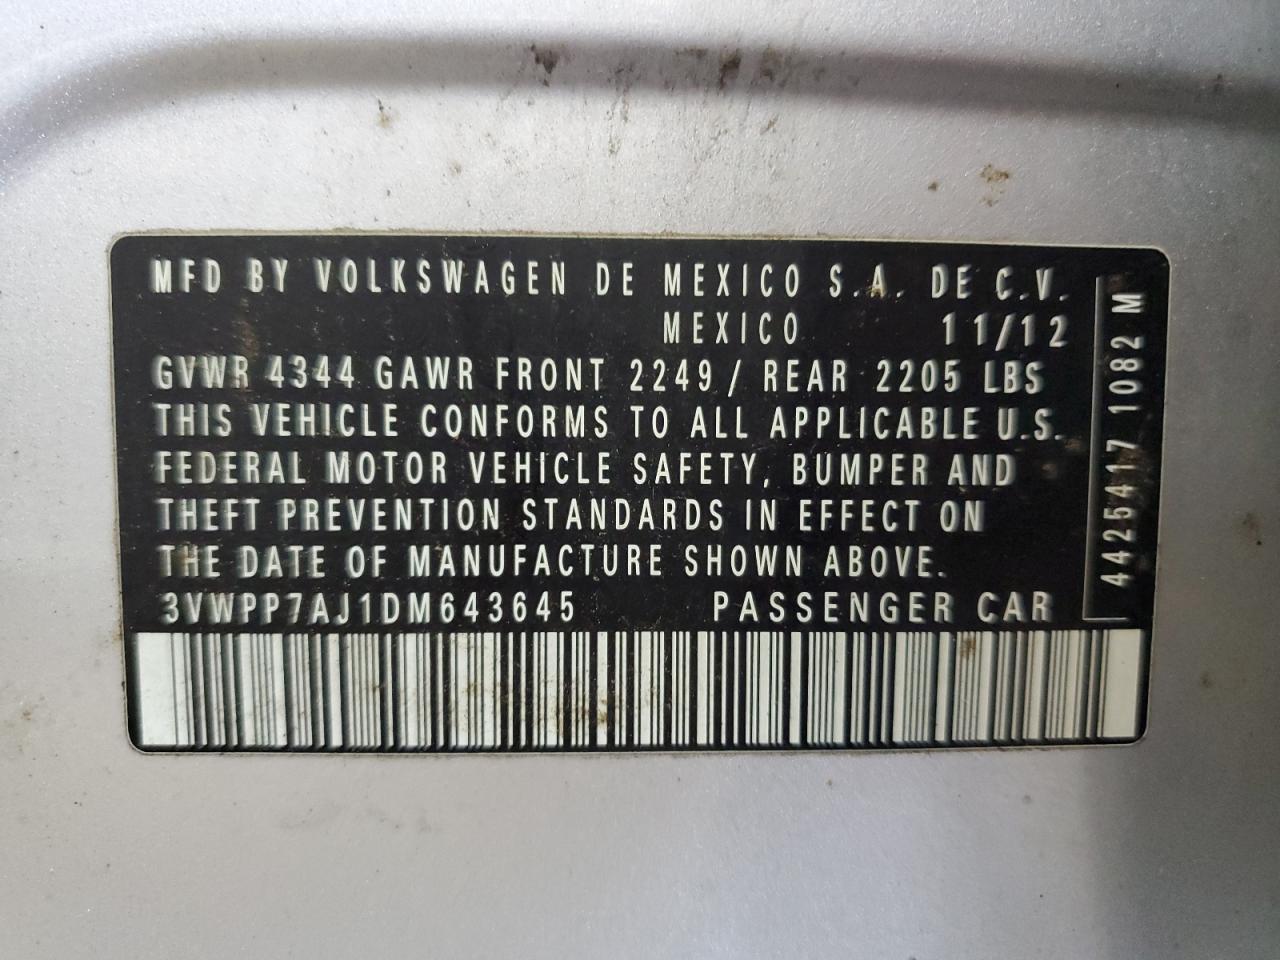 MFD BY VOLKSWAGEN DE MEXICO S.A. DE C.V.
MEXICO 11/12
GVWR 4344 GAWR FRONT 2249 / REAR 2205 LBS
THIS VEHICLE CONFORMS TO ALL APPLICABLE U.S.
FEDERAL MOTOR VEHICLE SAFETY, BUMPER AND
THEFT PREVENTION STANDARDS IN EFFECT ON
THE DATE OF MANUFACTURE SHOWN ABOVE.
3VWPP7AJ1DM643645 PASSENGER CAR
4425417 1082 M